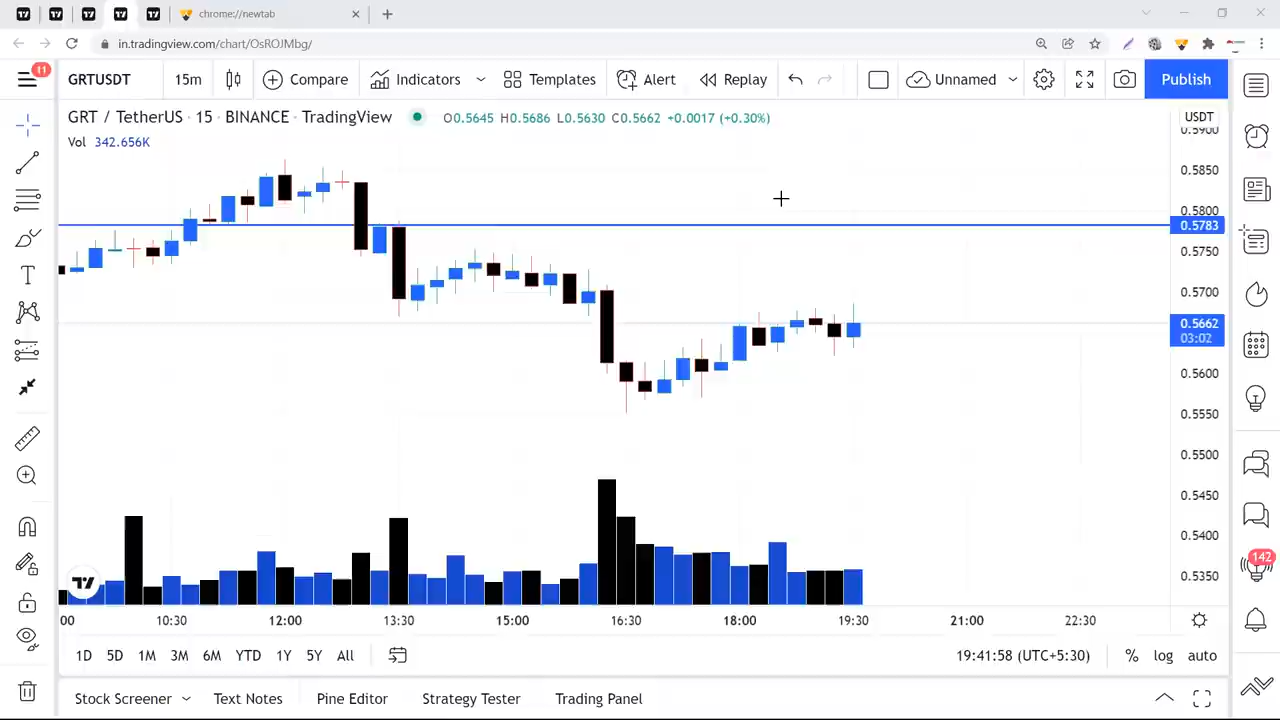 chrome://newtab
in.tradingview.com/chart/OsROJMbg/
11
GRTUSDT 15m Compare Indicators Templates Alert Replay Unnamed Publish
GRT / TetherUS · 15 · BINANCE · TradingView O0.5645 H0.5686 L0.5630 C0.5662 +0.0017 (+0.30%)
USDT
Vol 342.656K
0.5900
0.5850
0.5800
0.5783
0.5750
0.5700
0.5662
03:02
0.5600
0.5550
0.5500
0.5450
0.5400
0.5350
142
:00 10:30 12:00 13:30 15:00 16:30 18:00 19:30 21:00 22:30
1D 5D 1M 3M 6M YTD 1Y 5Y All 19:41:58 (UTC+5:30) % log auto
Stock Screener Text Notes Pine Editor Strategy Tester Trading Panel